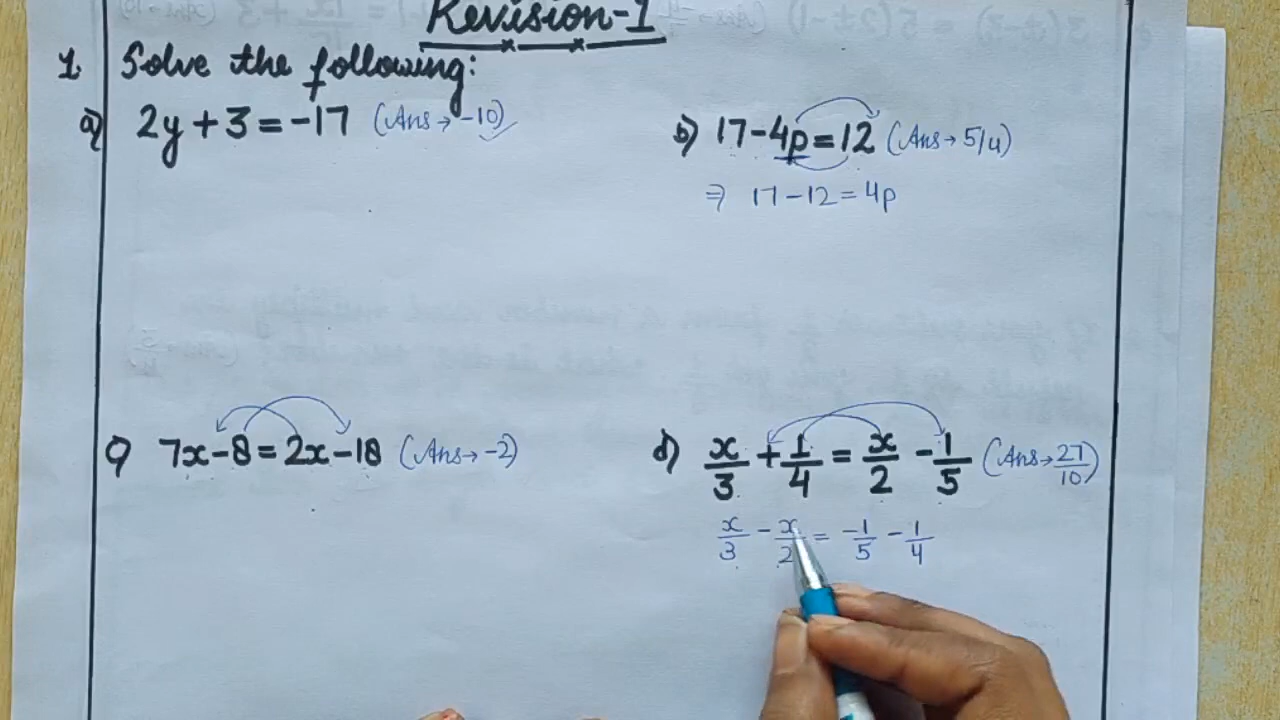 Revision-1
1. Solve the following:
a) 2y + 3 = -17 (Ans → -10)
b) 17 - 4p = 12 (Ans → 5/4)
⇒ 17 - 12 = 4p
c) 7x - 8 = 2x - 18 (Ans → -2)
d) x/3 + 1/4 = x/2 - 1/5 (Ans → 27/10)
x/3 - x/2 = -1/5 - 1/4